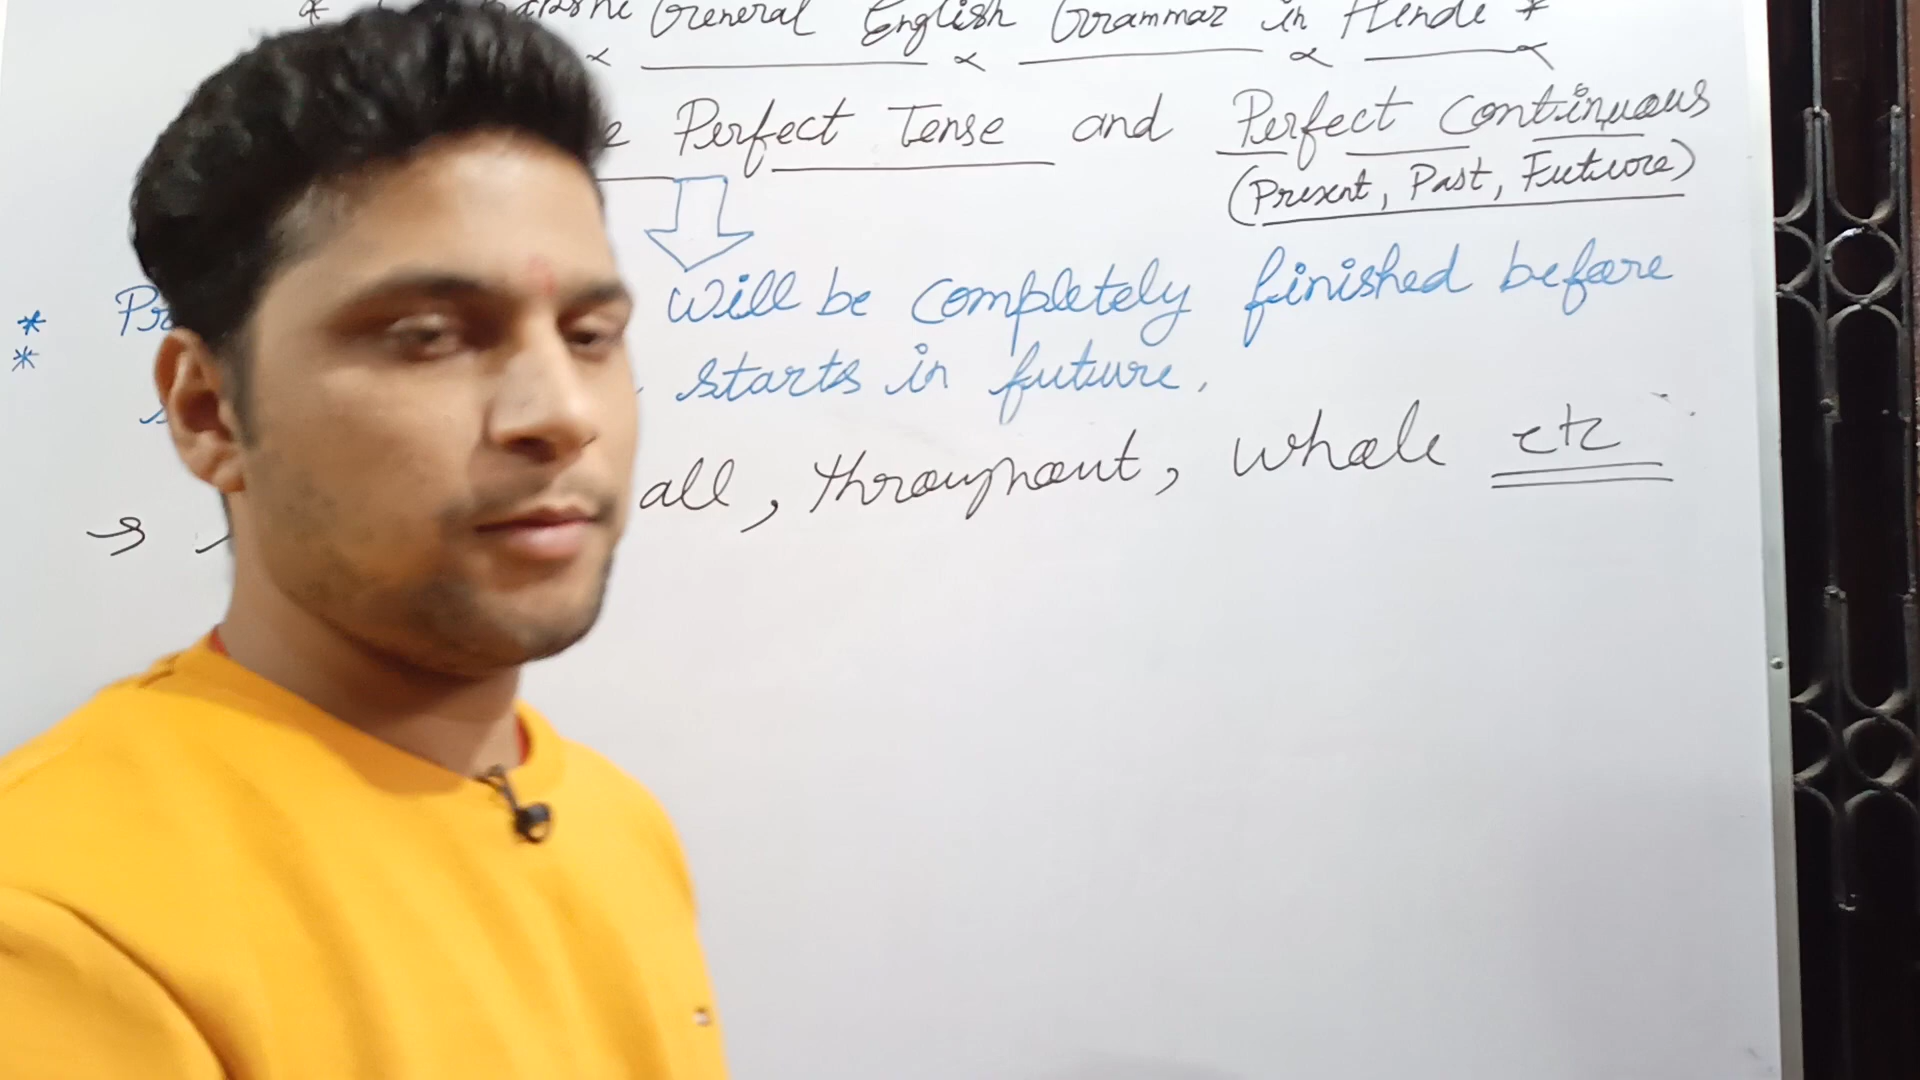 General English Grammar in Hindi *
Perfect Tense and Perfect Continuous
(Present, Past, Future)
* will be completely finished before
* starts in future.
→ all, throughout, whole etc